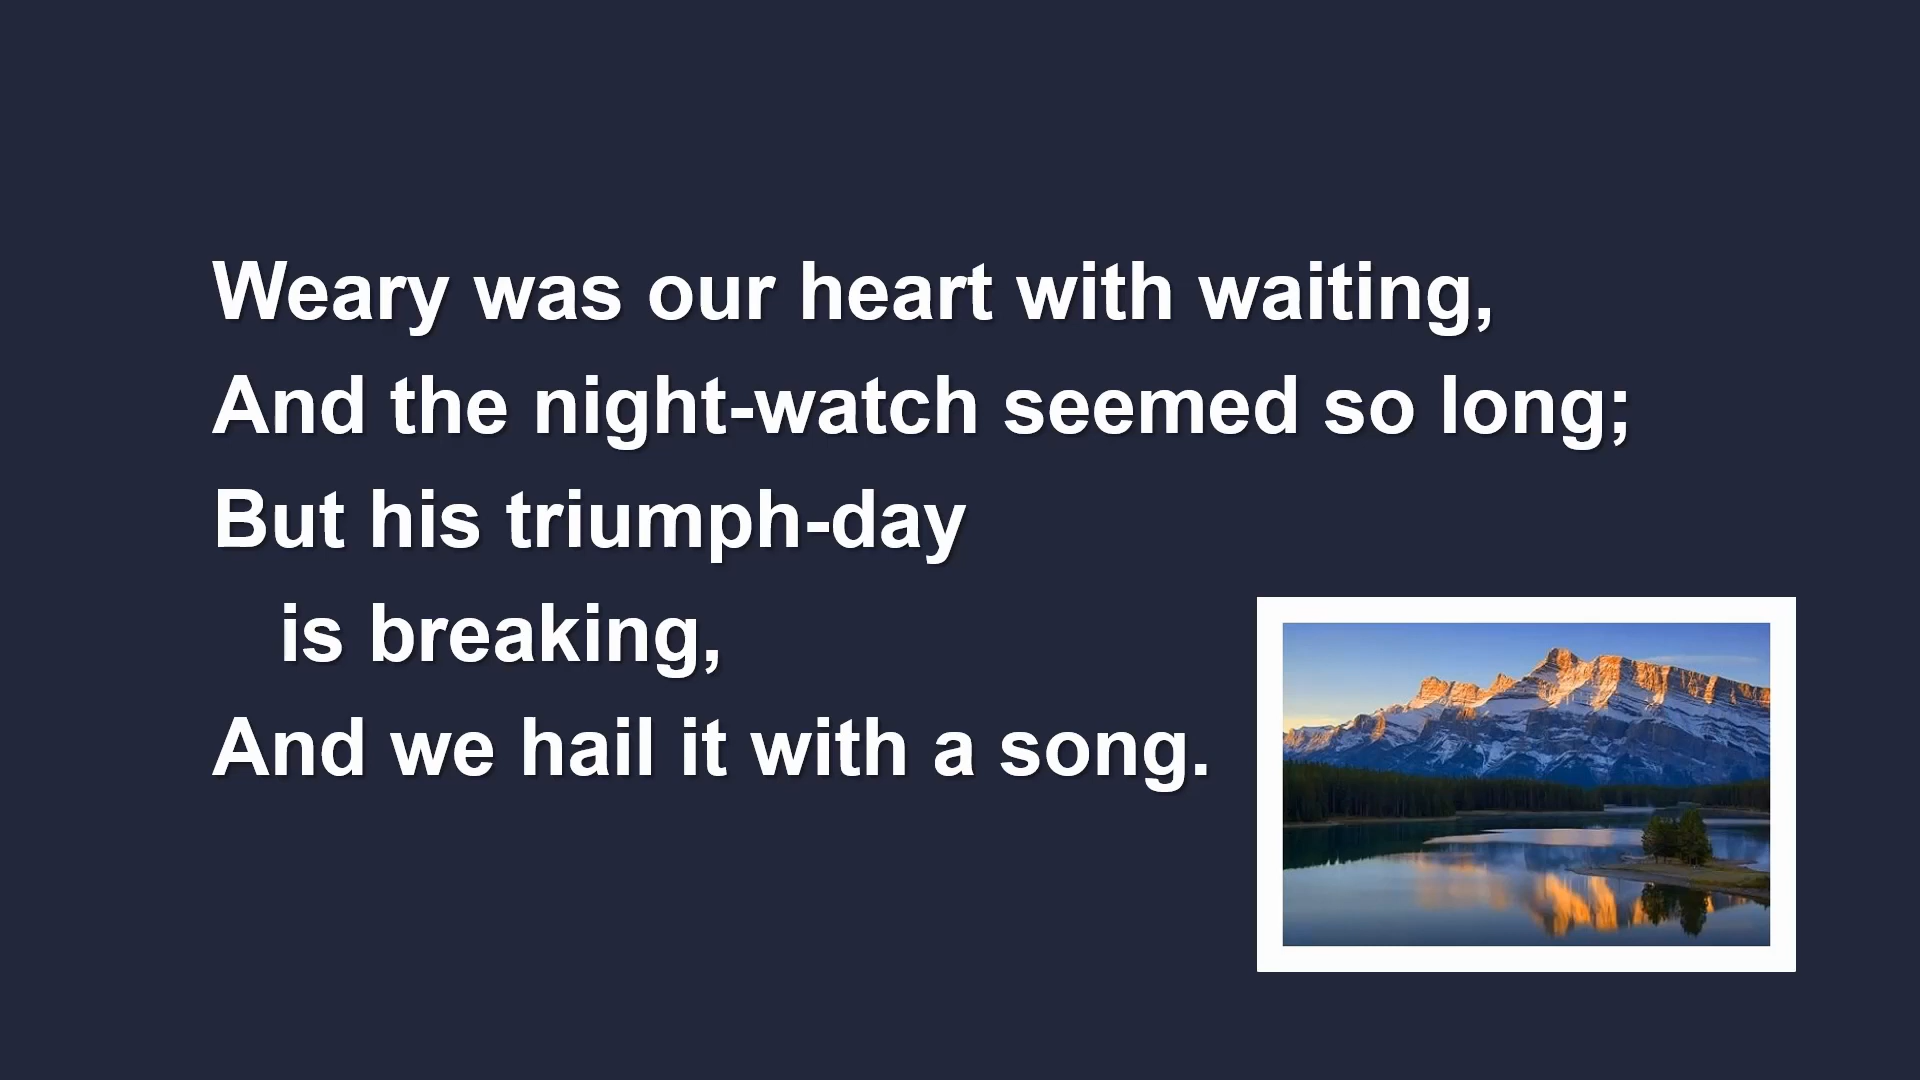 Weary was our heart with waiting,
And the night-watch seemed so long;
But his triumph-day
is breaking,
And we hail it with a song.